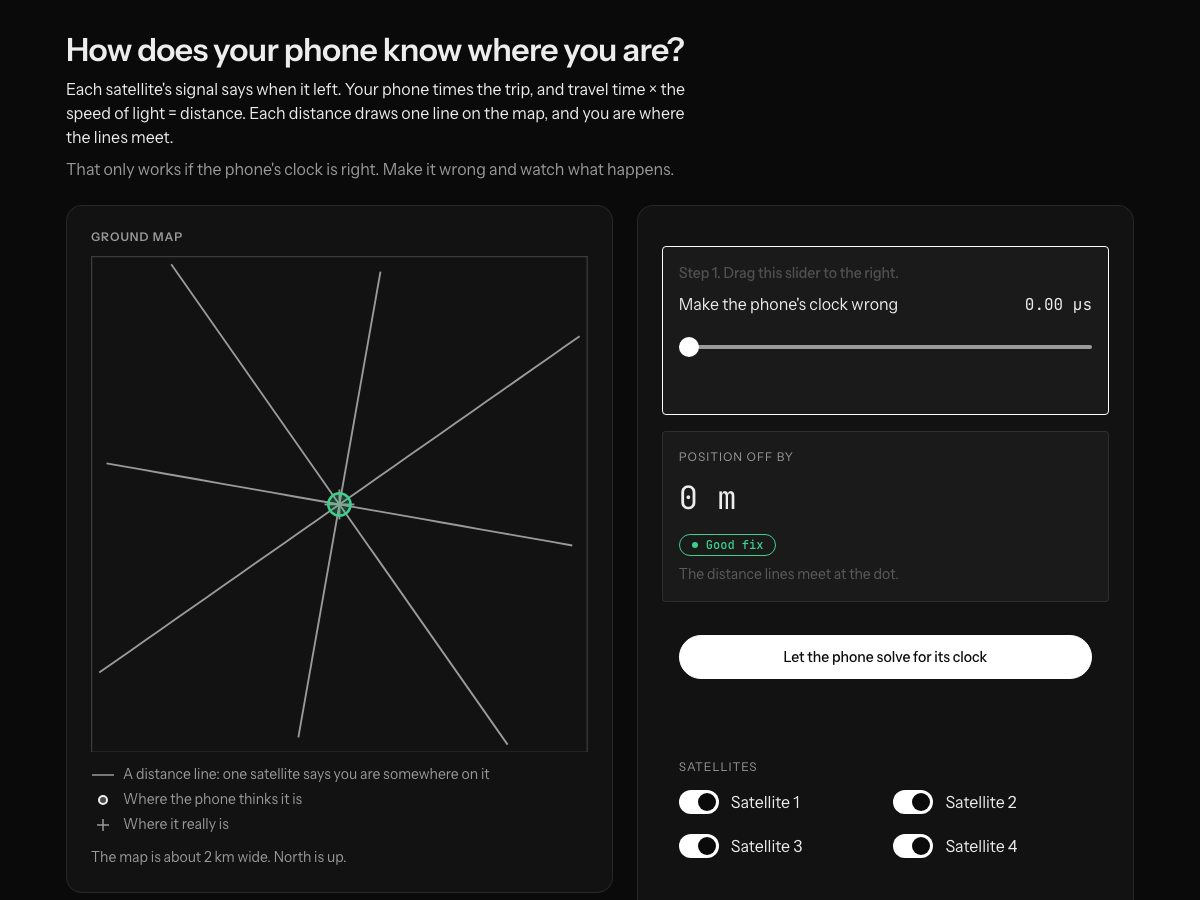 How does your phone know where you are?
Each satellite's signal says when it left. Your phone times the trip, and travel time × the
speed of light = distance. Each distance draws one line on the map, and you are where
the lines meet.
That only works if the phone's clock is right. Make it wrong and watch what happens.
GROUND MAP
A distance line: one satellite says you are somewhere on it
Where the phone thinks it is
Where it really is
The map is about 2 km wide. North is up.
Step 1. Drag this slider to the right.
Make the phone's clock wrong 0.00 µs
POSITION OFF BY
0 m
Good fix
The distance lines meet at the dot.
Let the phone solve for its clock
SATELLITES
Satellite 1 Satellite 2
Satellite 3 Satellite 4